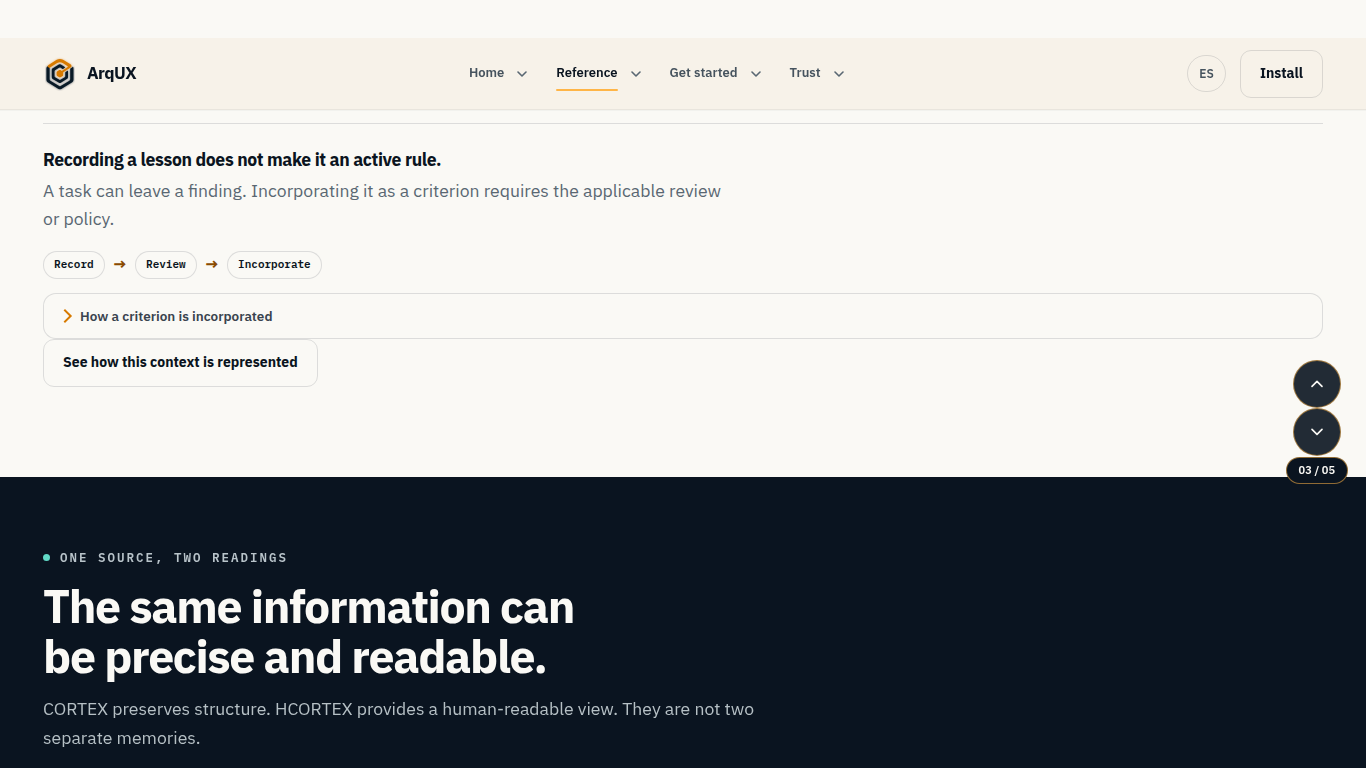 ArqUX
Home
Reference
Get started
Trust
ES
Install
Recording a lesson does not make it an active rule.
A task can leave a finding. Incorporating it as a criterion requires the applicable review
or policy.
Record → Review → Incorporate
How a criterion is incorporated
See how this context is represented
03 / 05
ONE SOURCE, TWO READINGS
The same information can
be precise and readable.
CORTEX preserves structure. HCORTEX provides a human-readable view. They are not two
separate memories.